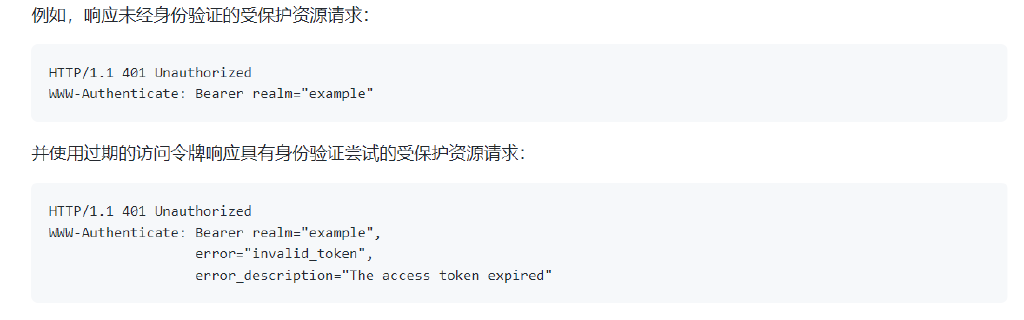 例如，响应未经身份验证的受保护资源请求：
HTTP/1.1 401 Unauthorized
WWW-Authenticate: Bearer realm="example"
并使用过期的访问令牌响应具有身份验证尝试的受保护资源请求：
HTTP/1.1 401 Unauthorized
WWW-Authenticate: Bearer realm="example",
error="invalid_token",
error_description="The access token expired"